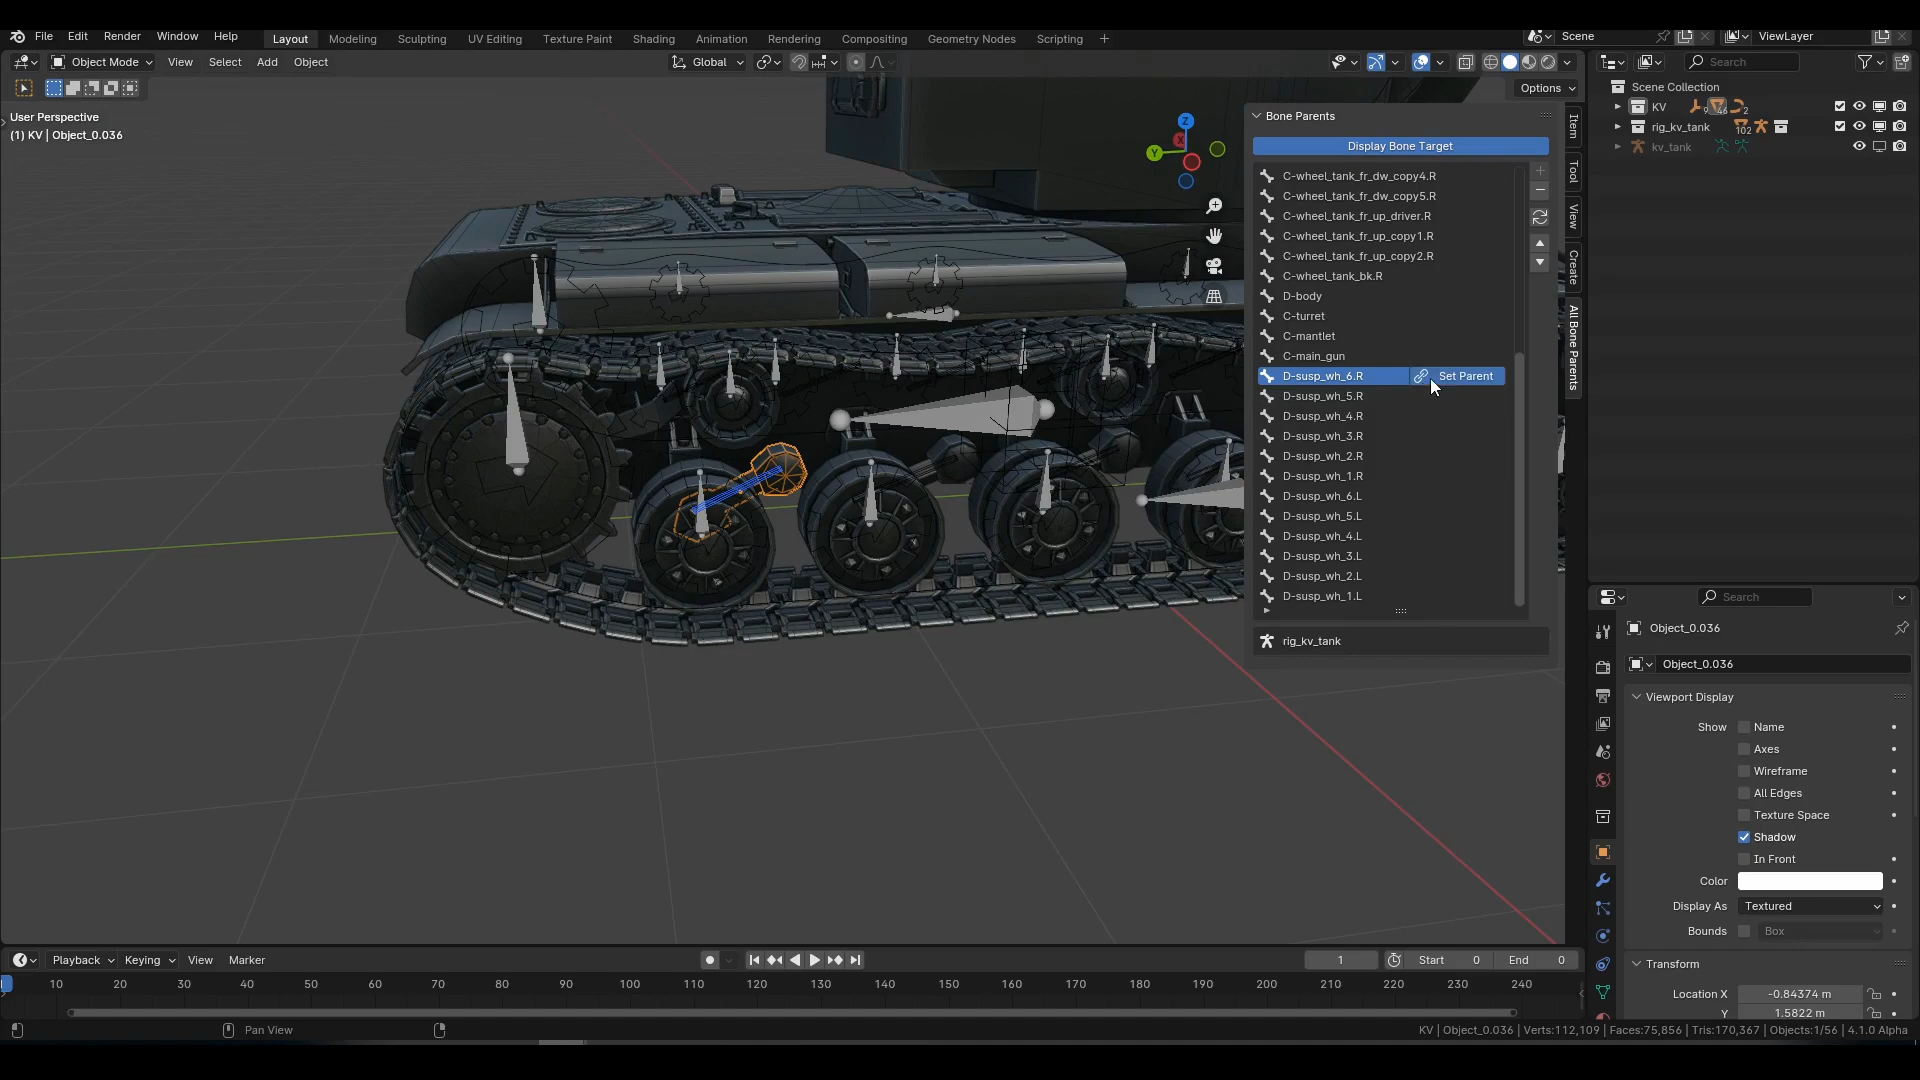 File Edit Render Window Help Layout Modeling Sculpting UV Editing Texture Paint Shading Animation Rendering Compositing Geometry Nodes Scripting + Scene ViewLayer
Object Mode View Select Add Object Global Search
Options
User Perspective
(1) KV | Object_0.036
Z
Y
X
Bone Parents
Display Bone Target
C-wheel_tank_fr_dw_copy4.R
C-wheel_tank_fr_dw_copy5.R
C-wheel_tank_fr_up_driver.R
C-wheel_tank_fr_up_copy1.R
C-wheel_tank_fr_up_copy2.R
C-wheel_tank_bk.R
D-body
C-turret
C-mantlet
C-main_gun
D-susp_wh_6.R Set Parent
D-susp_wh_5.R
D-susp_wh_4.R
D-susp_wh_3.R
D-susp_wh_2.R
D-susp_wh_1.R
D-susp_wh_6.L
D-susp_wh_5.L
D-susp_wh_4.L
D-susp_wh_3.L
D-susp_wh_2.L
D-susp_wh_1.L
rig_kv_tank
Item
Tool
View
Create
All Bone Parents
Scene Collection
KV 9 46 2
rig_kv_tank 102
kv_tank
Search
Object_0.036
Object_0.036
Viewport Display
Show Name
Axes
Wireframe
All Edges
Texture Space
Shadow
In Front
Color
Display As Textured
Bounds Box
Transform
Location X -0.84374 m
Y 1.5822 m
Playback Keying View Marker 1 Start 0 End 0
10 20 30 40 50 60 70 80 90 100 110 120 130 140 150 160 170 180 190 200 210 220 230 240
Pan View
KV | Object_0.036 | Verts:112,109 | Faces:75,856 | Tris:170,367 | Objects:1/56 | 4.1.0 Alpha